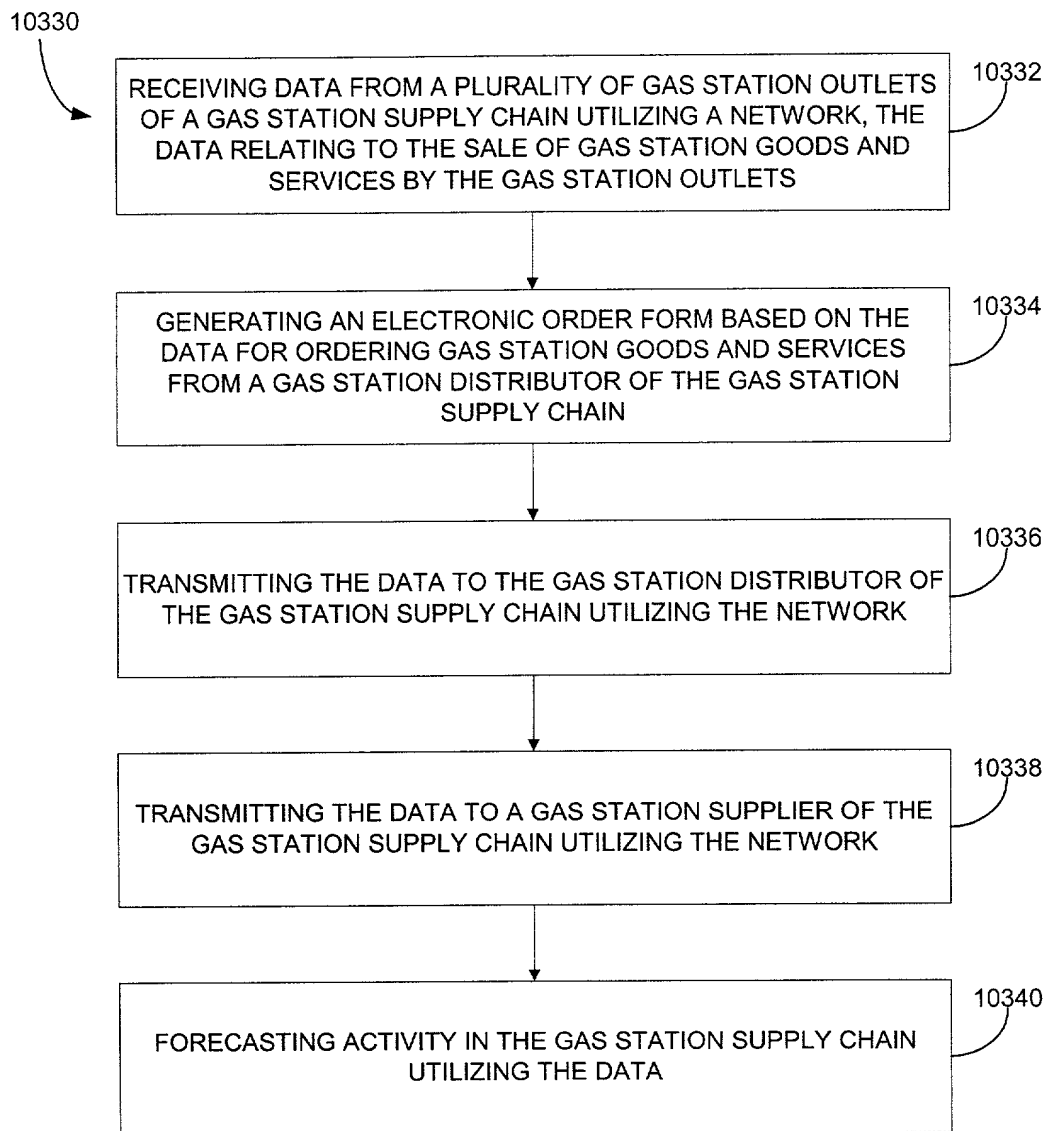 10330
RECEIVING DATA FROM A PLURALITY OF GAS STATION OUTLETS
OF A GAS STATION SUPPLY CHAIN UTILIZING A NETWORK, THE
DATA RELATING TO THE SALE OF GAS STATION GOODS AND
SERVICES BY THE GAS STATION OUTLETS
10332
GENERATING AN ELECTRONIC ORDER FORM BASED ON THE
DATA FOR ORDERING GAS STATION GOODS AND SERVICES
FROM A GAS STATION DISTRIBUTOR OF THE GAS STATION
SUPPLY CHAIN
10334
TRANSMITTING THE DATA TO THE GAS STATION DISTRIBUTOR OF
THE GAS STATION SUPPLY CHAIN UTILIZING THE NETWORK
10336
TRANSMITTING THE DATA TO A GAS STATION SUPPLIER OF THE
GAS STATION SUPPLY CHAIN UTILIZING THE NETWORK
10338
FORECASTING ACTIVITY IN THE GAS STATION SUPPLY CHAIN
UTILIZING THE DATA
10340